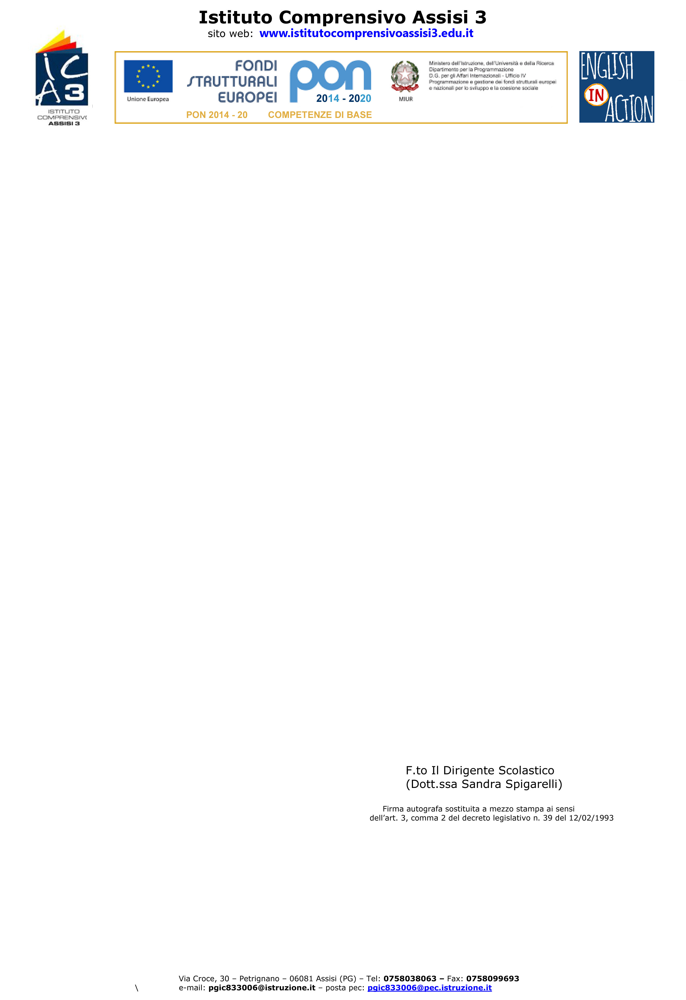 Istituto Comprensivo Assisi 3
sito web: www.istitutocomprensivoassisi3.edu.it
iC
A3
ISTITUTO
COMPRENSIV
ASSISI 3
Unione Europea
FONDI
STRUTTURALI
EUROPEI
pon
2014 - 2020
MIUR
Ministero dell'Istruzione, dell'Università e della Ricerca
Dipartimento per la Programmazione
D.G. per gli Affari Internazionali - Ufficio IV
Programmazione e gestione dei fondi strutturali europei
e nazionali per lo sviluppo e la coesione sociale
PON 2014 - 20 COMPETENZE DI BASE
ENGLISH
IN
ACTION
F.to Il Dirigente Scolastico
(Dott.ssa Sandra Spigarelli)
Firma autografa sostituita a mezzo stampa ai sensi
dell’art. 3, comma 2 del decreto legislativo n. 39 del 12/02/1993
Via Croce, 30 – Petrignano – 06081 Assisi (PG) – Tel: 0758038063 – Fax: 0758099693
\ e-mail: pgic833006@istruzione.it – posta pec: pgic833006@pec.istruzione.it